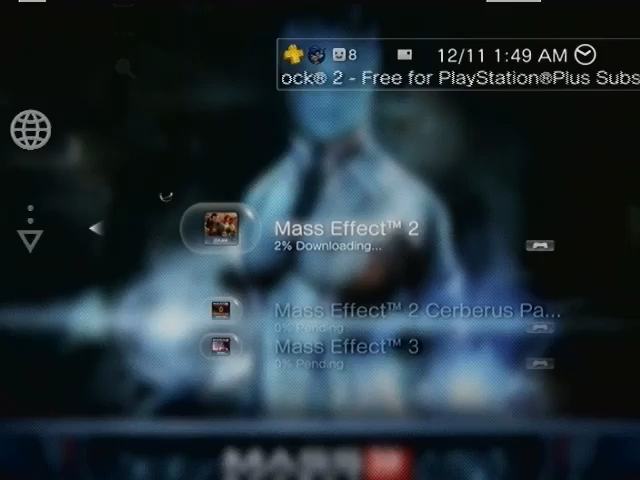 8 12/11 1:49 AM
ock® 2 - Free for PlayStation®Plus Subs
Mass Effect™ 2
2% Downloading...
Mass Effect™ 2 Cerberus Pa...
0% Pending
Mass Effect™ 3
0% Pending